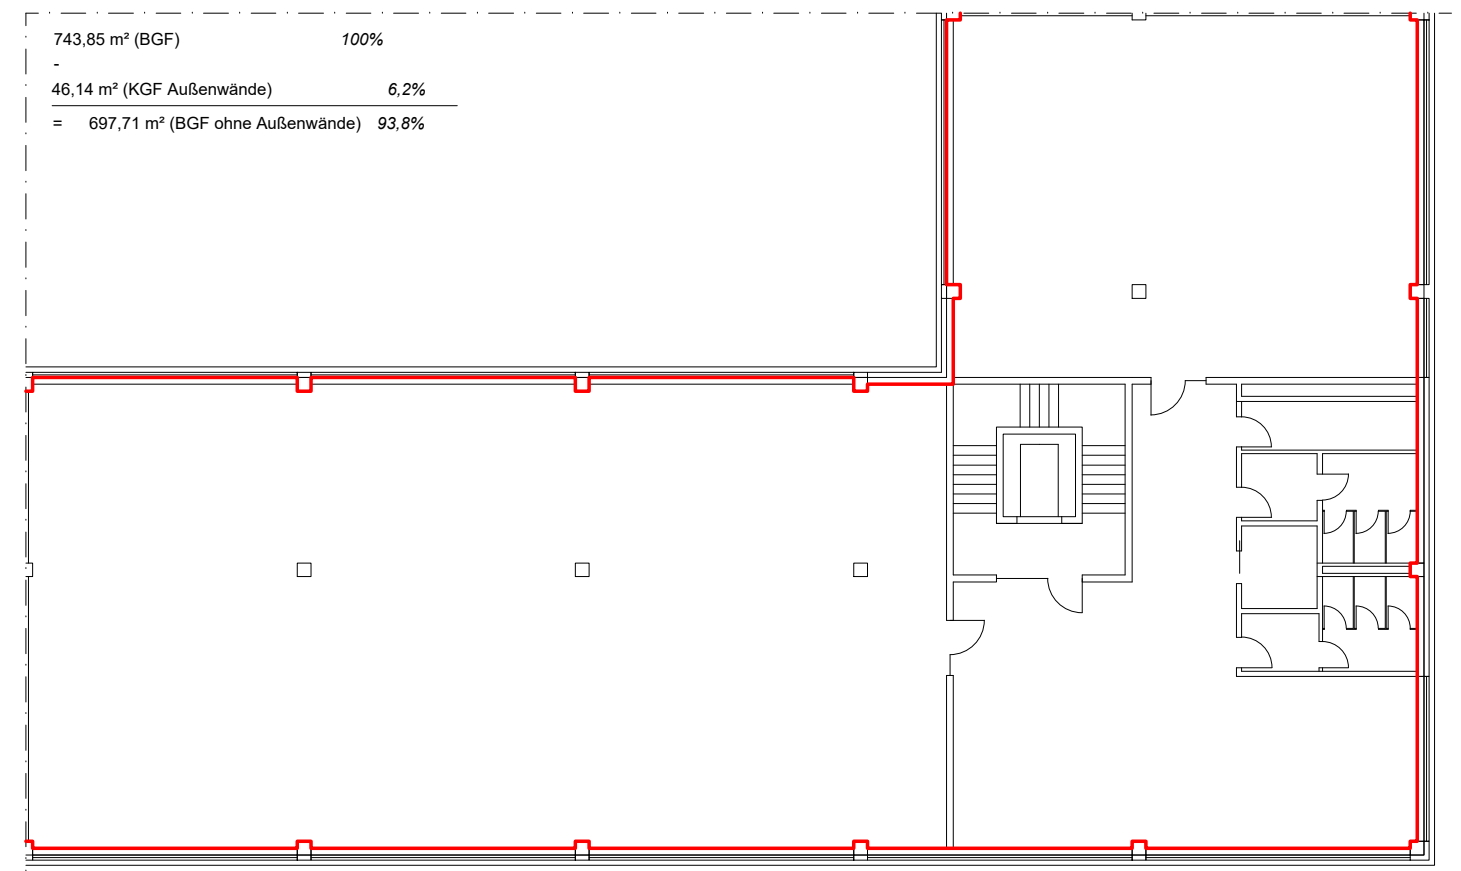 743,85 m² (BGF) 100%
-
46,14 m² (KGF Außenwände) 6,2%
= 697,71 m² (BGF ohne Außenwände) 93,8%